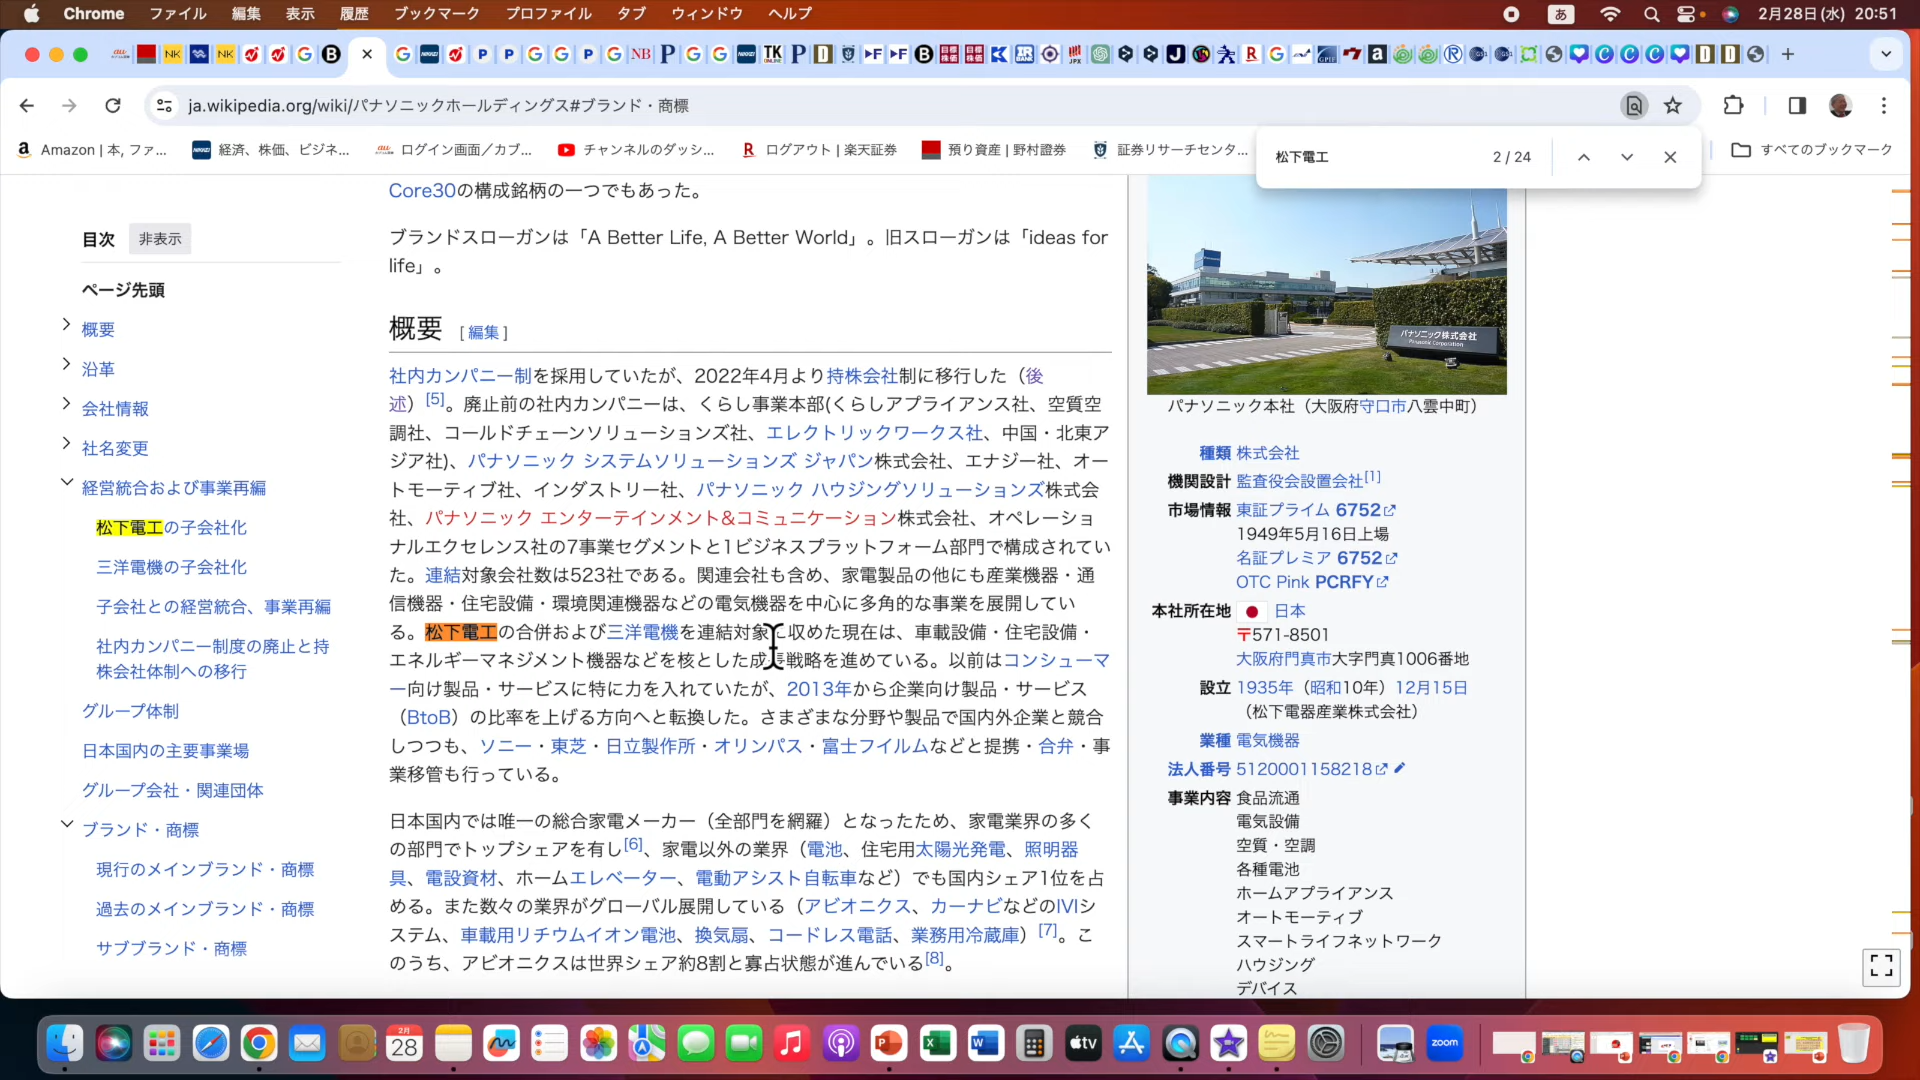 Chrome ファイル 編集 表示 履歴 ブックマーク プロファイル タブ ウィンドウ ヘルプ
あ 2月28日(水) 20:51
ja.wikipedia.org/wiki/パナソニックホールディングス#ブランド・商標
Amazon | 本, ファ... 経済、株価、ビジネ... ログイン画面／カブ... チャンネルのダッシ... ログアウト | 楽天証券 預り資産 | 野村證券 証券リサーチセンタ...
松下電工 2 / 24
すべてのブックマーク
目次 非表示
ページ先頭
概要
沿革
会社情報
社名変更
経営統合および事業再編
松下電工の子会社化
三洋電機の子会社化
子会社との経営統合、事業再編
社内カンパニー制度の廃止と持
株会社体制への移行
グループ体制
日本国内の主要事業場
グループ会社・関連団体
ブランド・商標
現行のメインブランド・商標
過去のメインブランド・商標
サブブランド・商標
Core30の構成銘柄の一つでもあった。
ブランドスローガンは「A Better Life, A Better World」。旧スローガンは「ideas for
life」。
概要 [編集]
社内カンパニー制を採用していたが、2022年4月より持株会社制に移行した（後
述）[5]。廃止前の社内カンパニーは、くらし事業本部(くらしアプライアンス社、空質空
調社、コールドチェーンソリューションズ社、エレクトリックワークス社、中国・北東ア
ジア社)、パナソニック システムソリューションズ ジャパン株式会社、エナジー社、オー
トモーティブ社、インダストリー社、パナソニック ハウジングソリューションズ株式会
社、パナソニック エンターテインメント&コミュニケーション株式会社、オペレーショ
ナルエクセレンス社の7事業セグメントと1ビジネスプラットフォーム部門で構成されてい
た。連結対象会社数は523社である。関連会社も含め、家電製品の他にも産業機器・通
信機器・住宅設備・環境関連機器などの電気機器を中心に多角的な事業を展開してい
る。松下電工の合併および三洋電機を連結対象に収めた現在は、車載設備・住宅設備・
エネルギーマネジメント機器などを核とした成長戦略を進めている。以前はコンシューマ
ー向け製品・サービスに特に力を入れていたが、2013年から企業向け製品・サービス
（BtoB）の比率を上げる方向へと転換した。さまざまな分野や製品で国内外企業と競合
しつつも、ソニー・東芝・日立製作所・オリンパス・富士フイルムなどと提携・合弁・事
業移管も行っている。
日本国内では唯一の総合家電メーカー（全部門を網羅）となったため、家電業界の多く
の部門でトップシェアを有し[6]、家電以外の業界（電池、住宅用太陽光発電、照明器
具、電設資材、ホームエレベーター、電動アシスト自転車など）でも国内シェア1位を占
める。また数々の業界がグローバル展開している（アビオニクス、カーナビなどのIVIシ
ステム、車載用リチウムイオン電池、換気扇、コードレス電話、業務用冷蔵庫）[7]。こ
のうち、アビオニクスは世界シェア約8割と寡占状態が進んでいる[8]。
パナソニック株式会社
Panasonic Corporation
パナソニック本社（大阪府守口市八雲中町）
種類 株式会社
機関設計 監査役会設置会社[1]
市場情報 東証プライム 6752
1949年5月16日上場
名証プレミア 6752
OTC Pink PCRFY
本社所在地 日本
〒571-8501
大阪府門真市大字門真1006番地
設立 1935年（昭和10年）12月15日
（松下電器産業株式会社）
業種 電気機器
法人番号 5120001158218
事業内容 食品流通
電気設備
空質・空調
各種電池
ホームアプライアンス
オートモーティブ
スマートライフネットワーク
ハウジング
デバイス
2月
28
tv
zoom